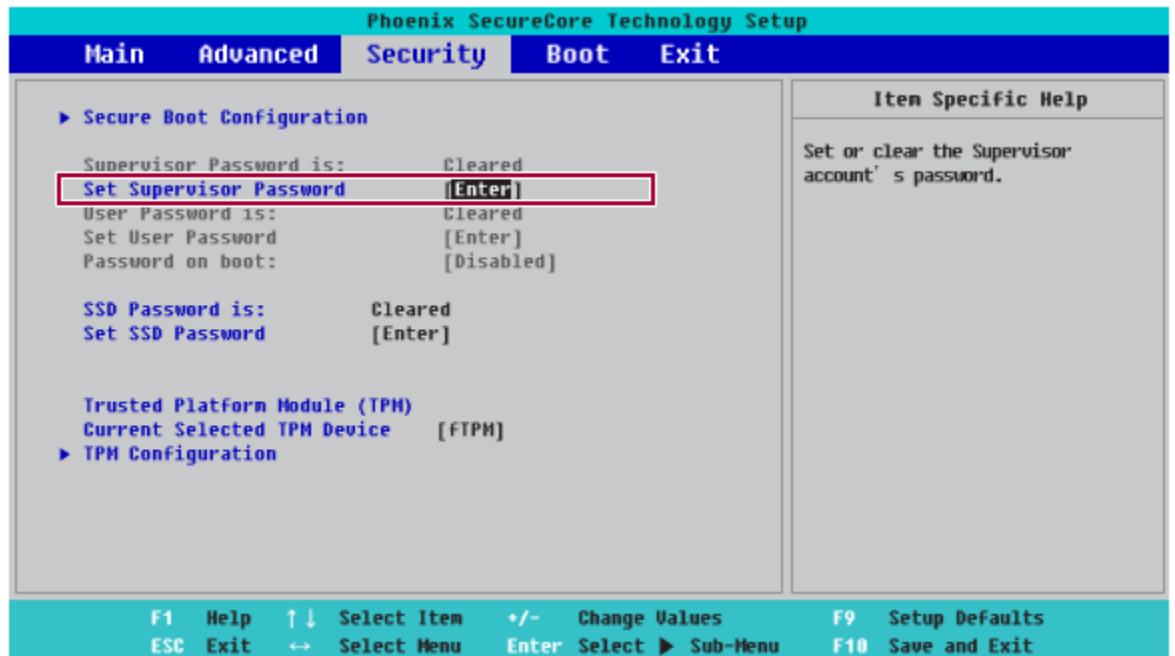 Phoenix SecureCore Technology Setup
Main Advanced Security Boot Exit
▶ Secure Boot Configuration
Supervisor Password is: Cleared
Set Supervisor Password [Enter]
User Password is: Cleared
Set User Password [Enter]
Password on boot: [Disabled]
SSD Password is: Cleared
Set SSD Password [Enter]
Trusted Platform Module (TPM)
Current Selected TPM Device [fTPM]
▶ TPM Configuration
Item Specific Help
Set or clear the Supervisor
account's password.
F1 Help ↑↓ Select Item +/- Change Values F9 Setup Defaults
ESC Exit ↔ Select Menu Enter Select ▶ Sub-Menu F10 Save and Exit